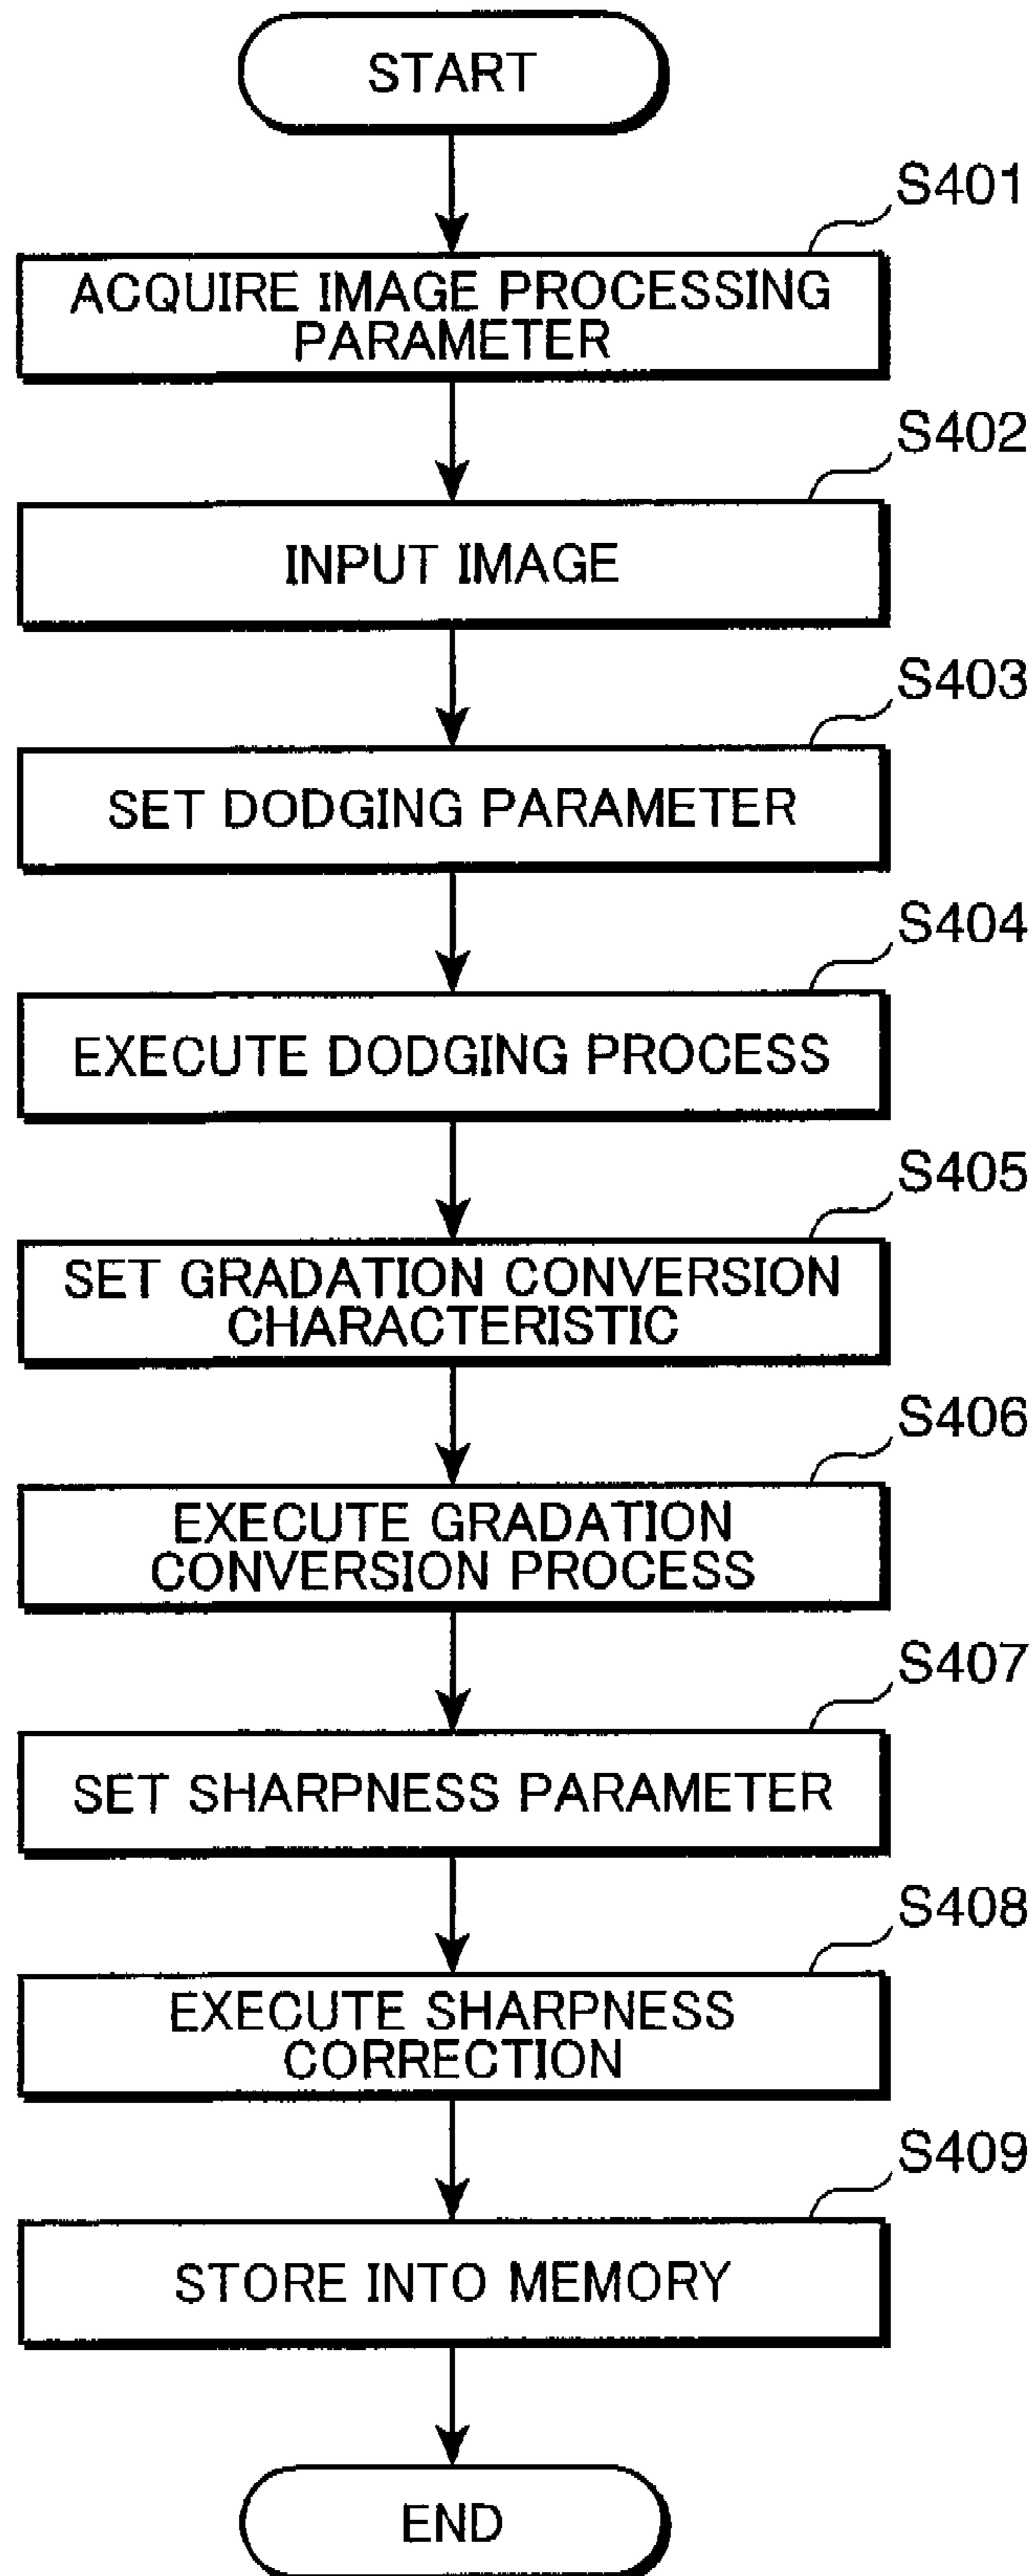 START
S401
ACQUIRE IMAGE PROCESSING
PARAMETER
S402
INPUT IMAGE
S403
SET DODGING PARAMETER
S404
EXECUTE DODGING PROCESS
S405
SET GRADATION CONVERSION
CHARACTERISTIC
S406
EXECUTE GRADATION
CONVERSION PROCESS
S407
SET SHARPNESS PARAMETER
S408
EXECUTE SHARPNESS
CORRECTION
S409
STORE INTO MEMORY
END